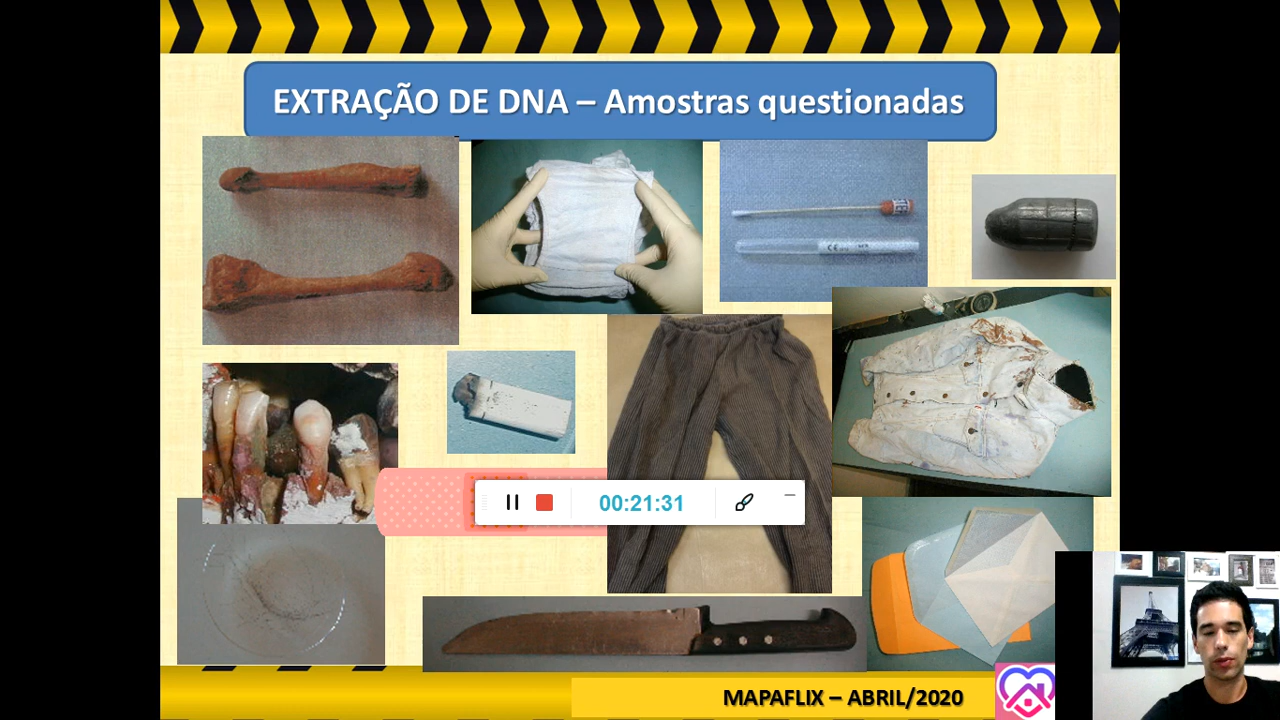 EXTRAÇÃO DE DNA – Amostras questionadas
00:21:31
MAPAFLIX – ABRIL/2020